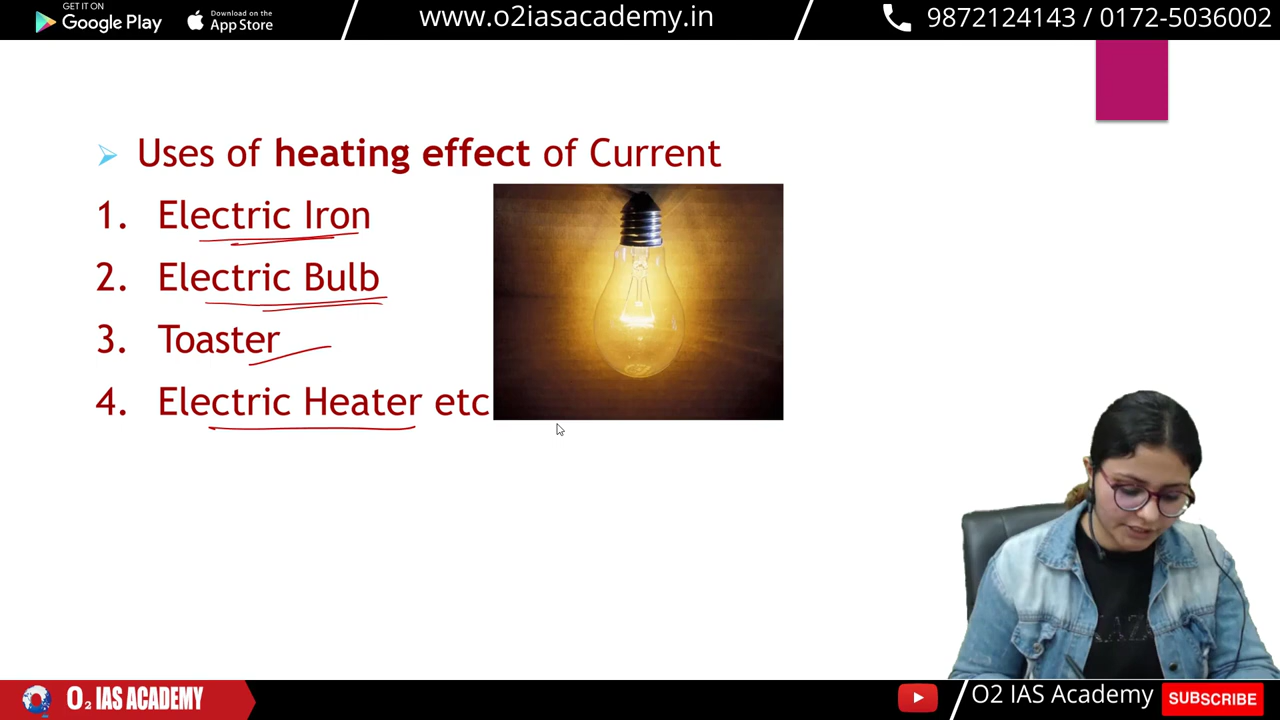 GET IT ON
Google Play
Download on the
App Store
www.o2iasacademy.in
9872124143 / 0172-5036002
Uses of heating effect of Current
1. Electric Iron
2. Electric Bulb
3. Toaster
4. Electric Heater etc
O2 IAS ACADEMY
O2 IAS Academy
SUBSCRIBE